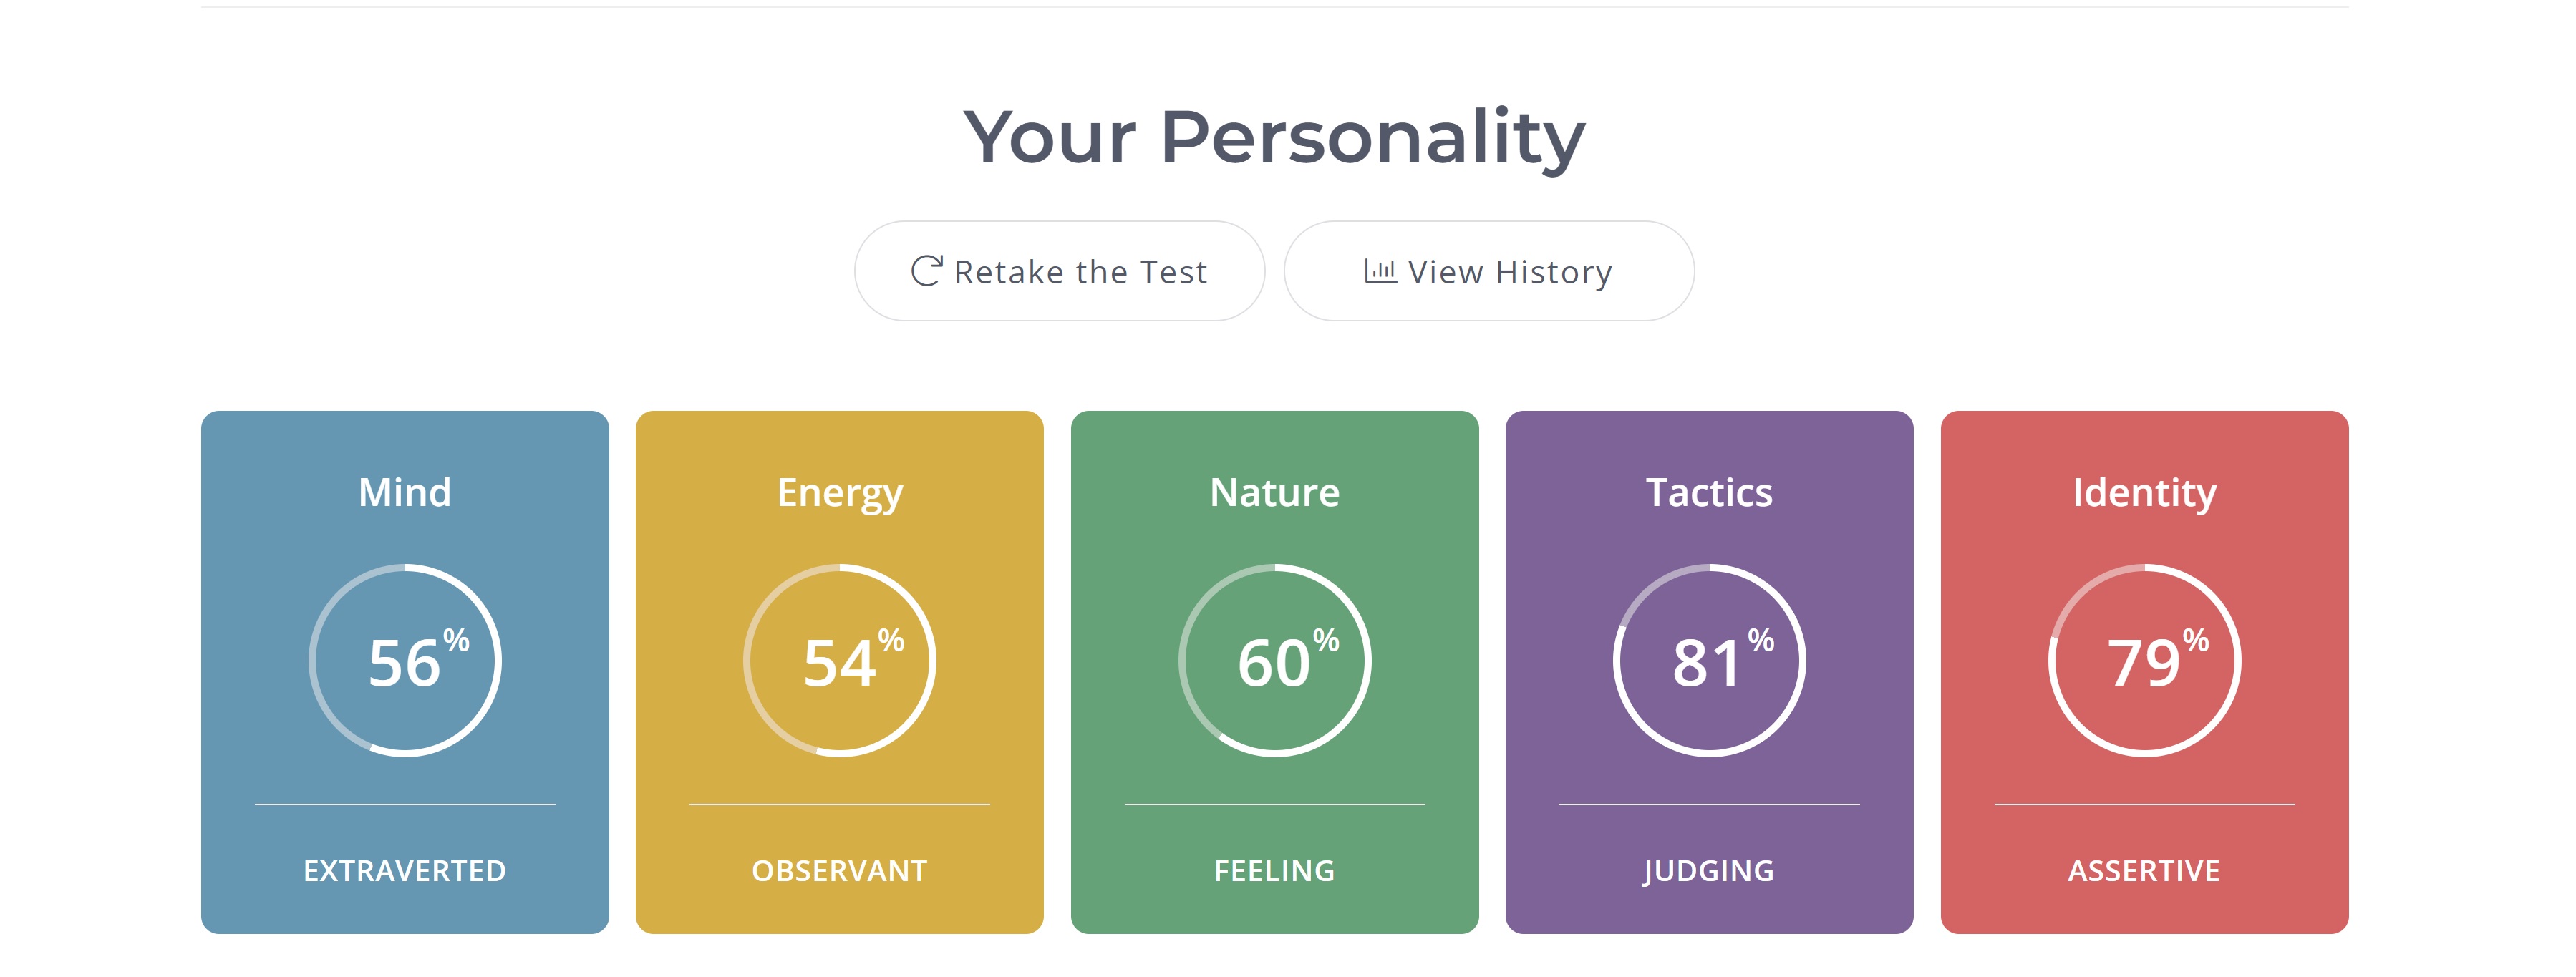 Your Personality
Retake the Test
View History
Mind
56%
EXTRAVERTED
Energy
54%
OBSERVANT
Nature
60%
FEELING
Tactics
81%
JUDGING
Identity
79%
ASSERTIVE